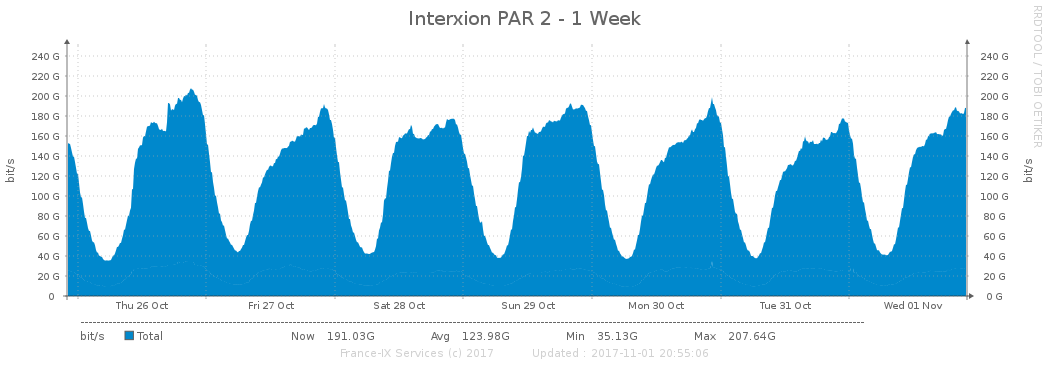 Interxion PAR 2 - 1 Week
RRDTOOL / TOBI OETIKER
bit/s
240 G
220 G
200 G
180 G
160 G
140 G
120 G
100 G
80 G
60 G
40 G
20 G
0
240 G
220 G
200 G
180 G
160 G
140 G
120 G
100 G
80 G
60 G
40 G
20 G
0 G
bit/s
Thu 26 Oct Fri 27 Oct Sat 28 Oct Sun 29 Oct Mon 30 Oct Tue 31 Oct Wed 01 Nov
bit/s Total Now 191.03G Avg 123.98G Min 35.13G Max 207.64G
France-IX Services (c) 2017 Updated : 2017-11-01 20:55:06